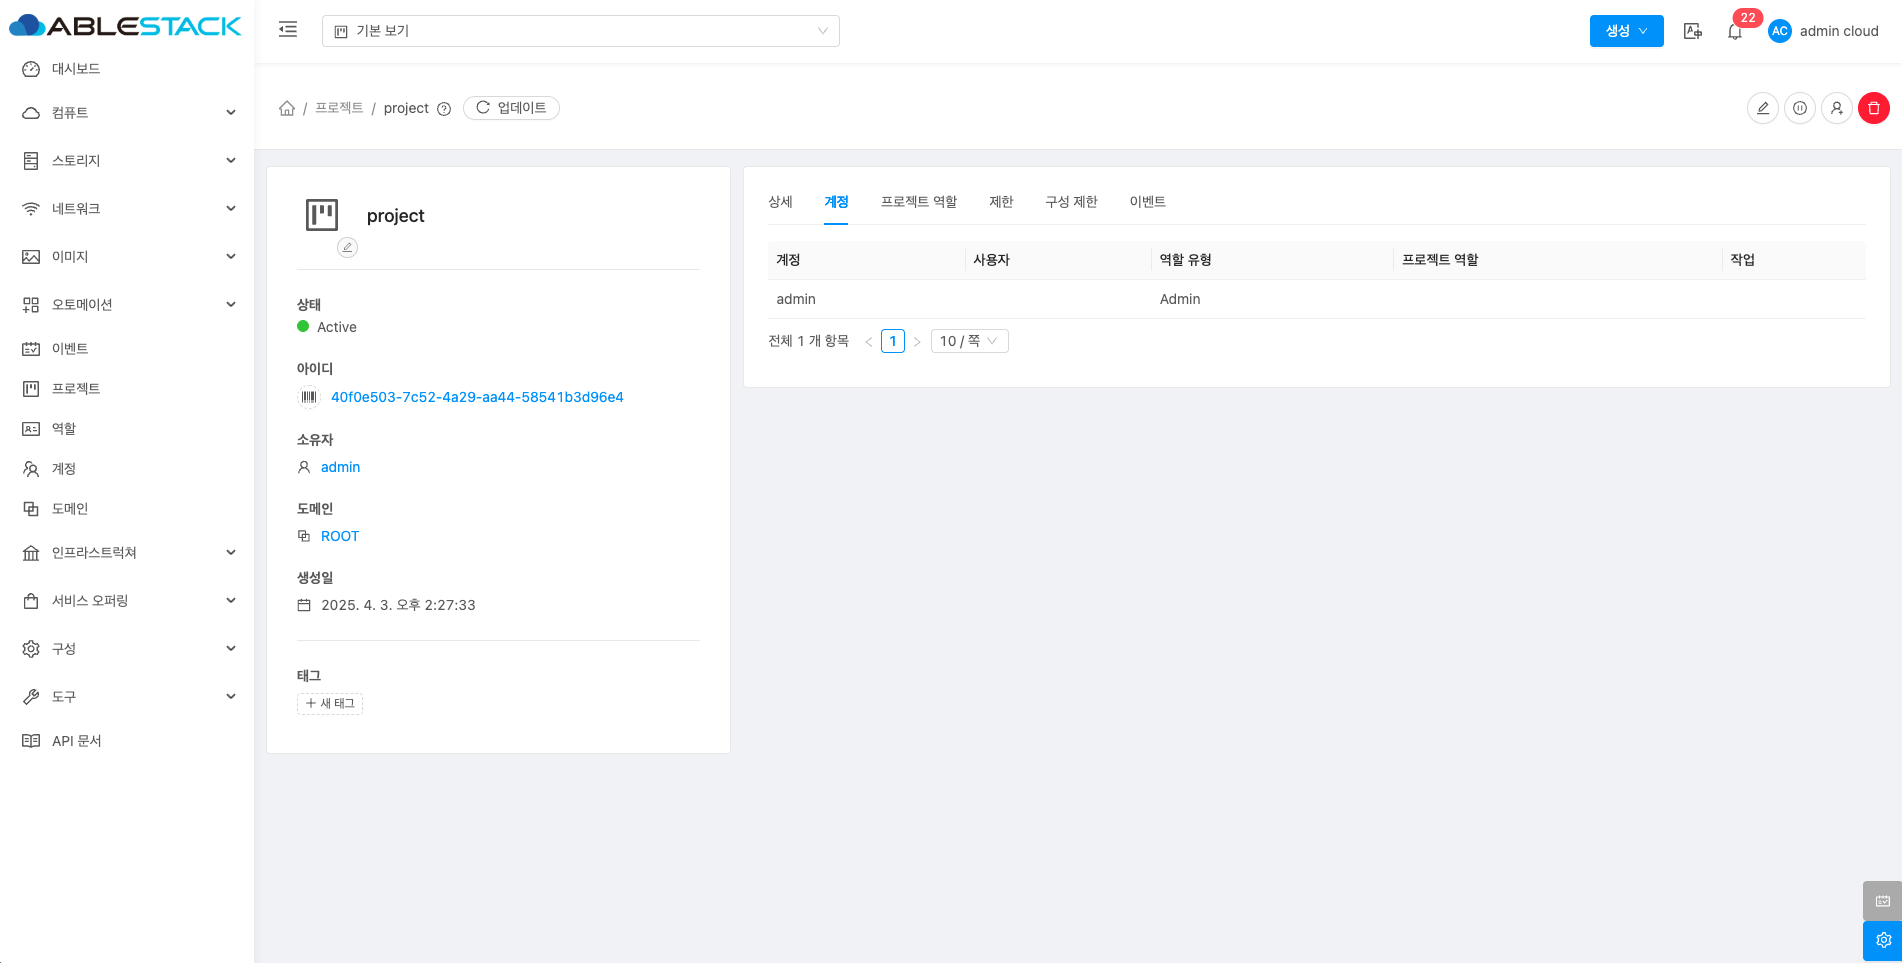 ABLESTACK
기본 보기
생성
22
AC
admin cloud
대시보드
컴퓨트
스토리지
네트워크
이미지
오토메이션
이벤트
프로젝트
역할
계정
도메인
인프라스트럭쳐
서비스 오퍼링
구성
도구
API 문서
/ 프로젝트 / project
업데이트
project
상태
Active
아이디
40f0e503-7c52-4a29-aa44-58541b3d96e4
소유자
admin
도메인
ROOT
생성일
2025. 4. 3. 오후 2:27:33
태그
+ 새 태그
상세 계정 프로젝트 역할 제한 구성 제한 이벤트
계정 사용자 역할 유형 프로젝트 역할 작업
admin Admin
전체 1 개 항목 < 1 > 10 / 쪽